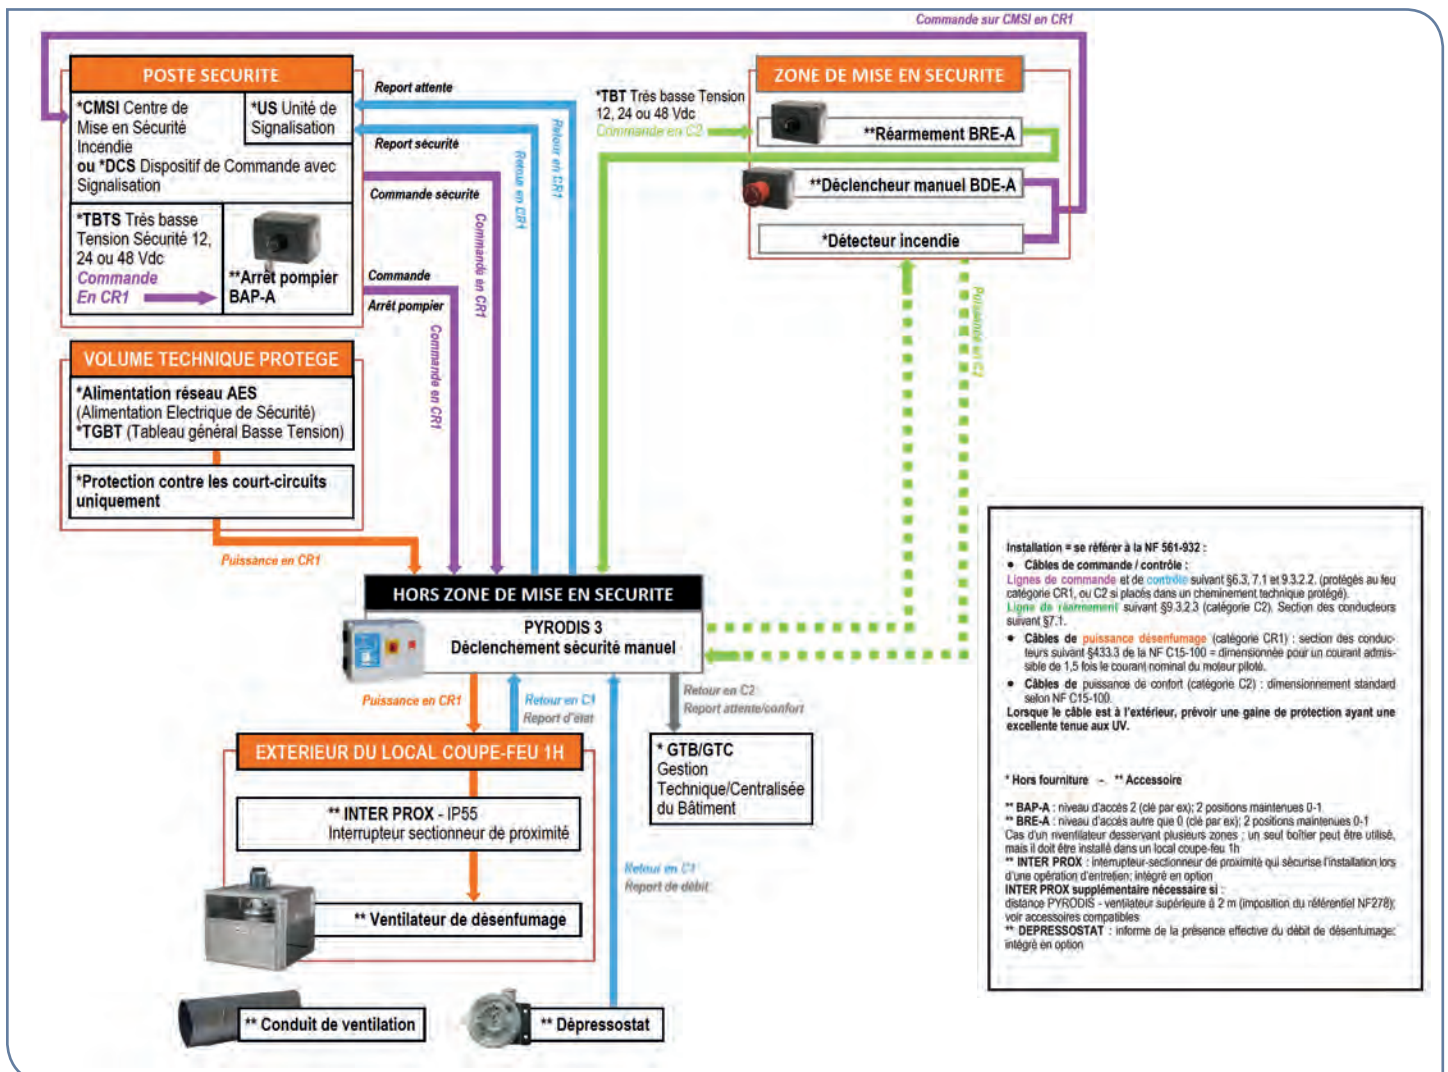 Commande sur CMSI en CR1
POSTE SECURITE
*CMSI Centre de
Mise en Sécurité
Incendie
ou *DCS Dispositif de Commande avec
Signalisation
*US Unité de
Signalisation
*TBTS Très basse
Tension Sécurité 12,
24 ou 48 Vdc
Commande
En CR1
**Arrêt pompier
BAP-A
Report attente
Report sécurité
Commande sécurité
Commande
Arrêt pompier
Retour en CR1
Retour en CR1
Commande en CR1
Commande en CR1
*TBT Très basse Tension
12, 24 ou 48 Vdc
Commande en C2
ZONE DE MISE EN SECURITE
**Réarmement BRE-A
**Déclencheur manuel BDE-A
*Détecteur incendie
Puissance en C2
VOLUME TECHNIQUE PROTEGE
*Alimentation réseau AES
(Alimentation Electrique de Sécurité)
*TGBT (Tableau général Basse Tension)
*Protection contre les court-circuits
uniquement
Puissance en CR1
HORS ZONE DE MISE EN SECURITE
PYRODIS 3
Déclenchement sécurité manuel
Puissance en CR1
Retour en C1
Report d'état
Retour en C2
Report attente/confort
EXTERIEUR DU LOCAL COUPE-FEU 1H
** INTER PROX - IP55
Interrupteur sectionneur de proximité
** Ventilateur de désenfumage
* GTB/GTC
Gestion
Technique/Centralisée
du Bâtiment
Retour en C1
Report de débit
** Conduit de ventilation
** Dépressostat
Installation = se référer à la NF 561-932 :
• Câbles de commande / contrôle :
Lignes de commande et de contrôle suivant §6.3, 7.1 et 9.3.2.2. (protégés au feu
catégorie CR1, ou C2 si placés dans un cheminement technique protégé).
Ligne de réarmement suivant §9.3.2.3 (catégorie C2). Section des conducteurs
suivant §7.1.
• Câbles de puissance désenfumage (catégorie CR1) : section des conduc-
teurs suivant §433.3 de la NF C15-100 = dimensionnée pour un courant admis-
sible de 1,5 fois le courant nominal du moteur piloté.
• Câbles de puissance de confort (catégorie C2) : dimensionnement standard
selon NF C15-100.
Lorsque le câble est à l'extérieur, prévoir une gaine de protection ayant une
excellente tenue aux UV.
* Hors fourniture – ** Accessoire
** BAP-A : niveau d'accès 2 (clé par ex); 2 positions maintenues 0-1
** BRE-A : niveau d'accès autre que 0 (clé par ex); 2 positions maintenues 0-1
Cas d'un nventilateur desservant plusieurs zones : un seul boîtier peut être utilisé,
mais il doit être installé dans un local coupe-feu 1h
** INTER PROX : interrupteur-sectionneur de proximité qui sécurise l'installation lors
d'une opération d'entretien; intégré en option
INTER PROX supplémentaire nécessaire si :
distance PYRODIS - ventilateur supérieure à 2 m (imposition du référentiel NF278);
voir accessoires compatibles
** DEPRESSOSTAT : informe de la présence effective du débit de désenfumage;
intégré en option